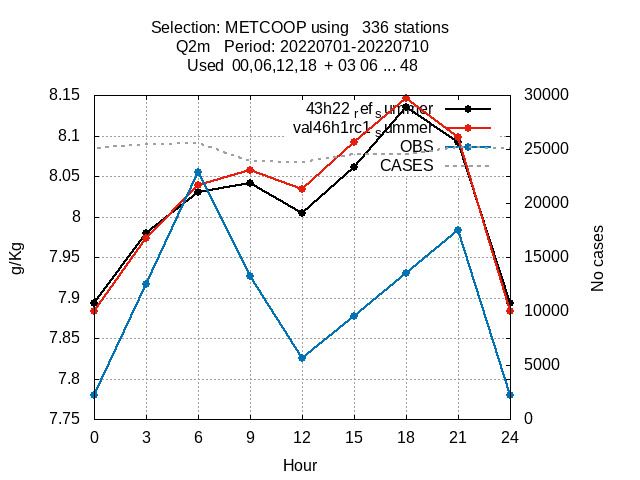 Selection: METCOOP using   336 stations
Q2m   Period: 20220701-20220710
Used  00,06,12,18  + 03 06 ... 48
43h22_ref_summer
val46h1rc1_summer
OBS
CASES
8.15
8.1
8.05
8
7.95
7.9
7.85
7.8
7.75
30000
25000
20000
15000
10000
5000
0
g/Kg
No cases
0 3 6 9 12 15 18 21 24
Hour